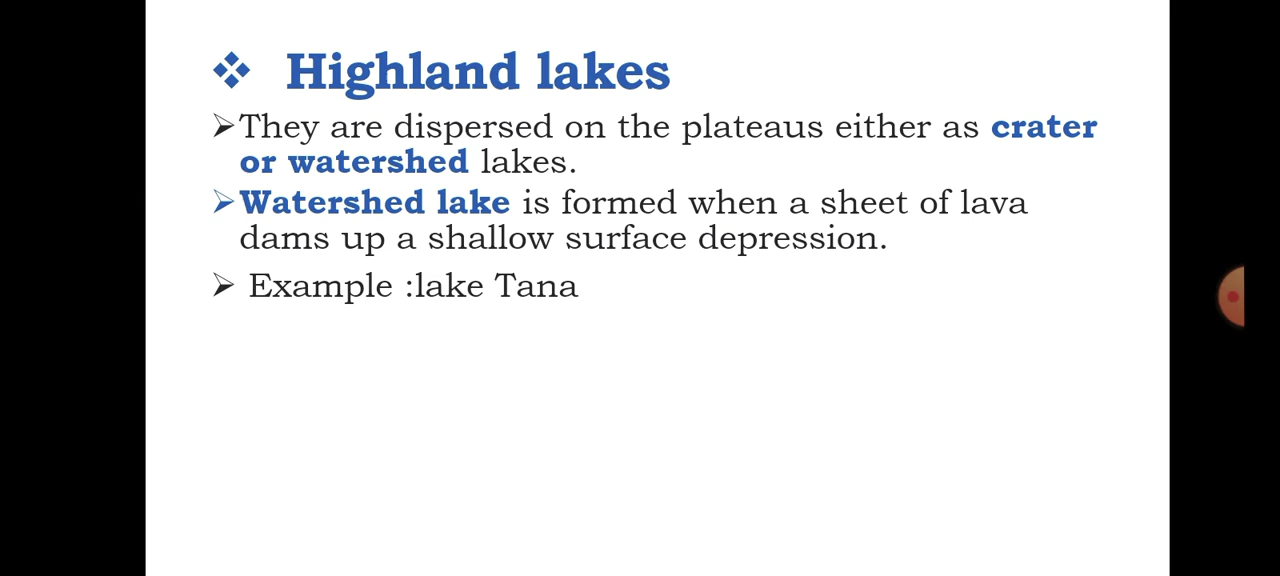 ❖ Highland lakes
➢They are dispersed on the plateaus either as crater
or watershed lakes.
➢Watershed lake is formed when a sheet of lava
dams up a shallow surface depression.
➢ Example :lake Tana